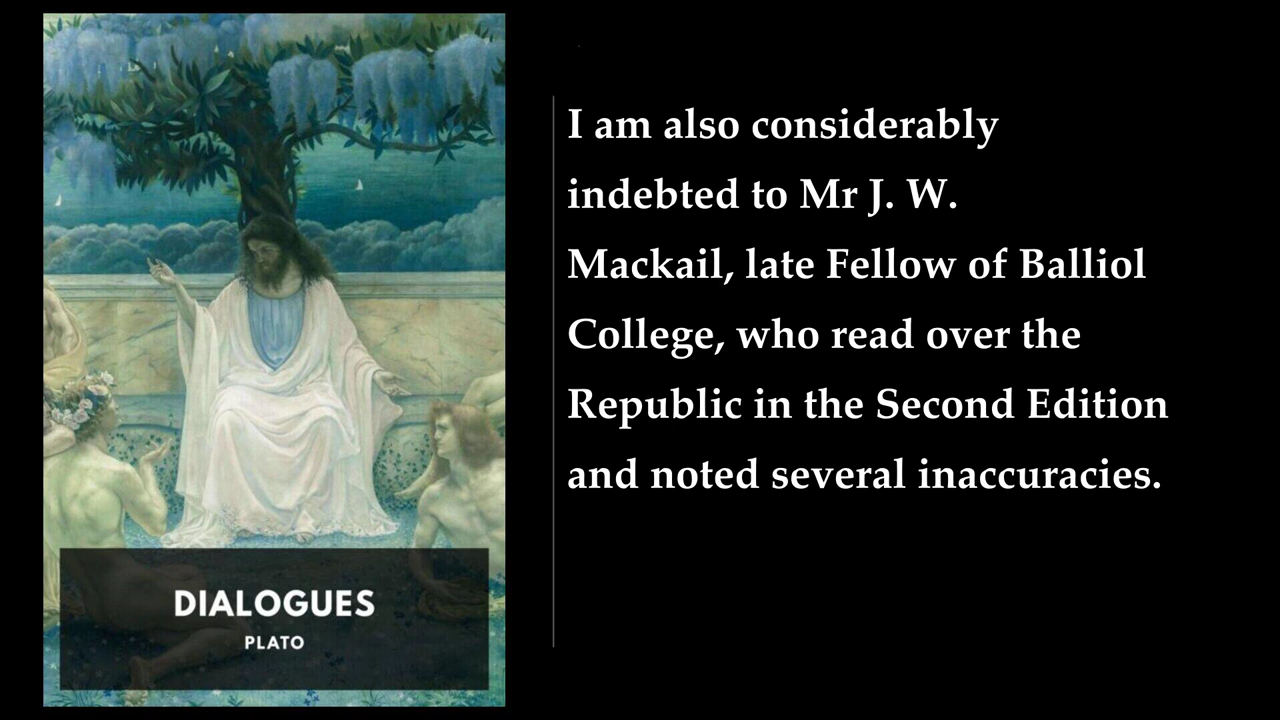 DIALOGUES
PLATO
I am also considerably
indebted to Mr J. W.
Mackail, late Fellow of Balliol
College, who read over the
Republic in the Second Edition
and noted several inaccuracies.